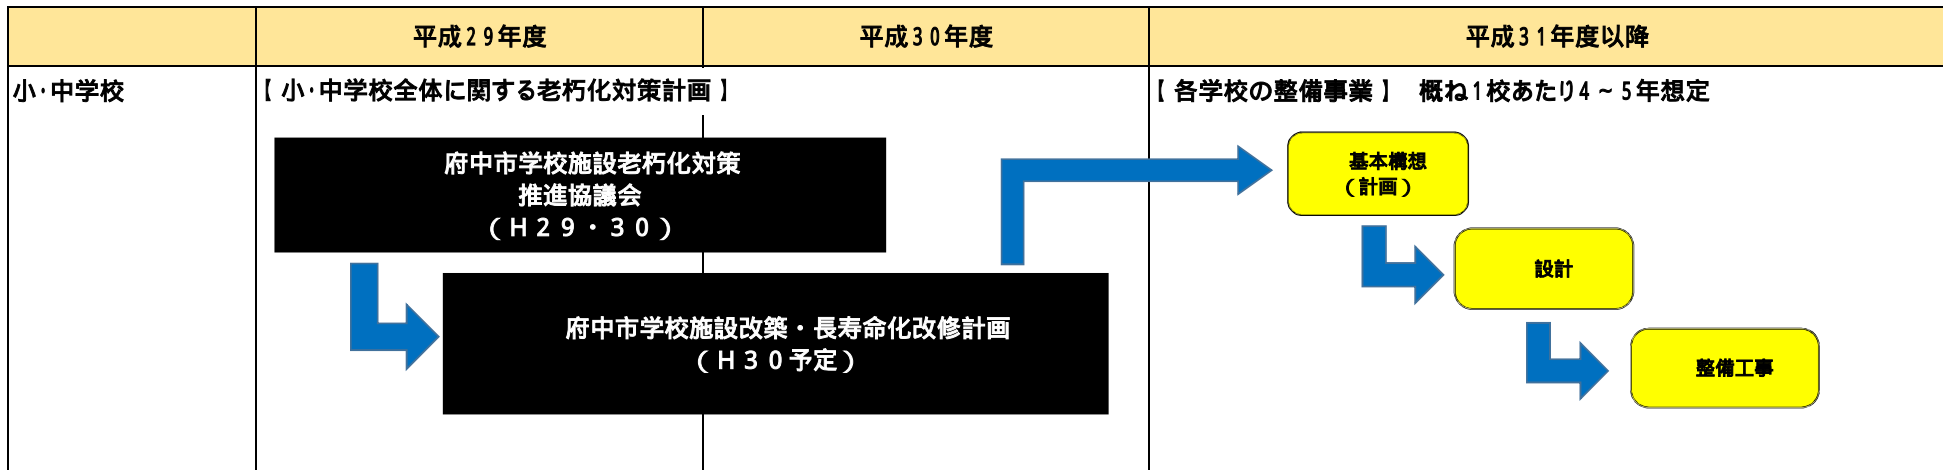 平成29年度
平成30年度
平成31年度以降
小・中学校
【 小・中学校全体に関する老朽化対策計画 】
【 各学校の整備事業 】 概ね1校あたり4～5年想定
府中市学校施設老朽化対策
推進協議会
（Ｈ２９・３０）
府中市学校施設改築・長寿命化改修計画
（Ｈ３０予定）
基本構想
（計画）
設計
整備工事